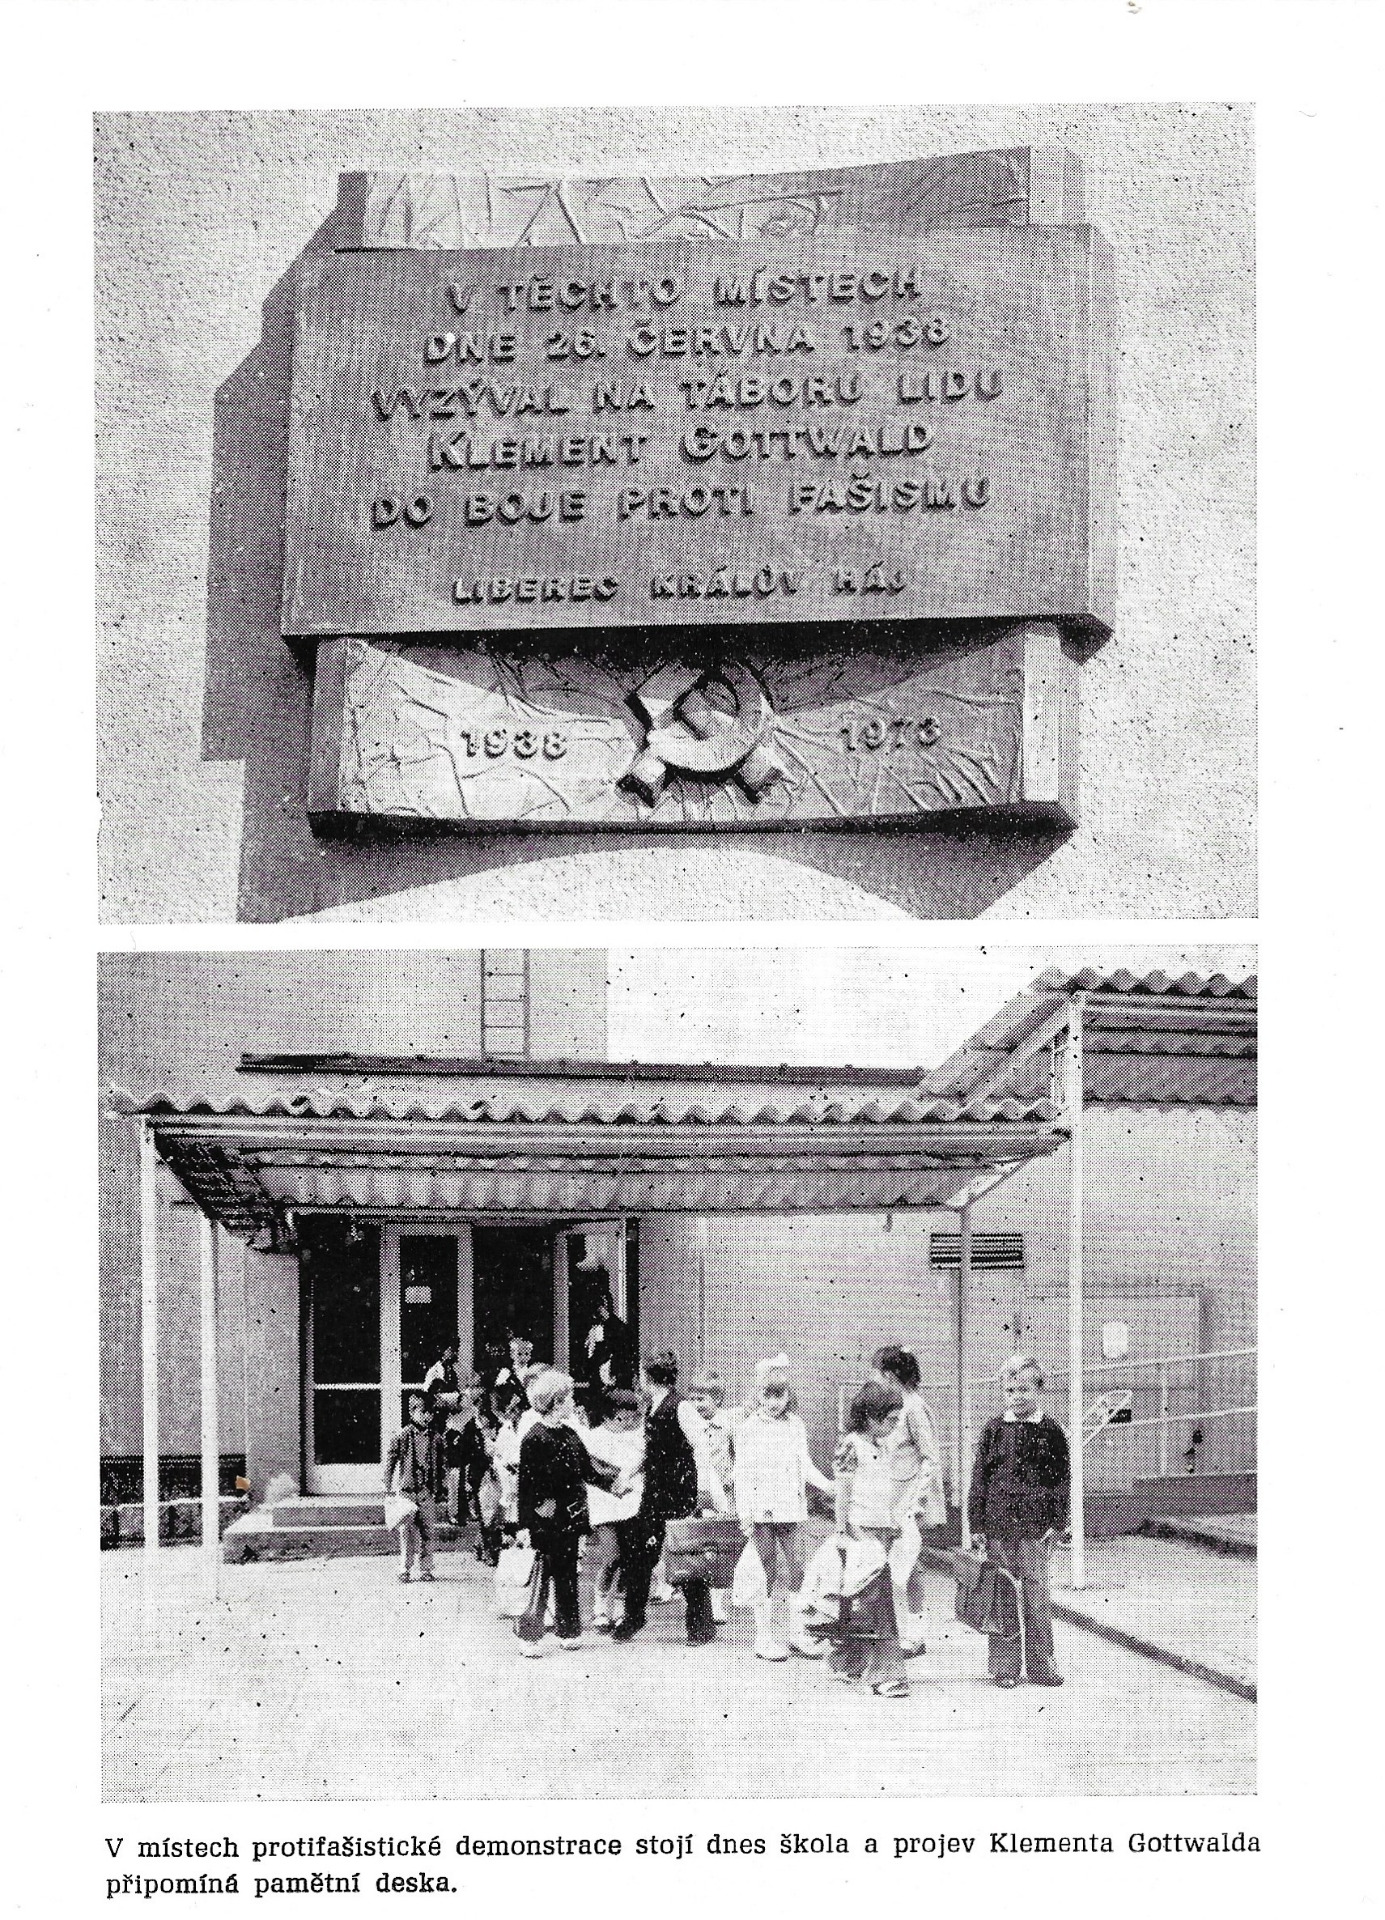 V TĚCHTO MÍSTECH
DNE 26. ČERVNA 1938
VYZÝVAL NA TÁBORU LIDU
KLEMENT GOTTWALD
DO BOJE PROTI FAŠISMU
LIBEREC KRÁLŮV HÁJ
1938 1973
V místech protifašistické demonstrace stojí dnes škola a projev Klementa Gottwalda
připomíná pamětní deska.